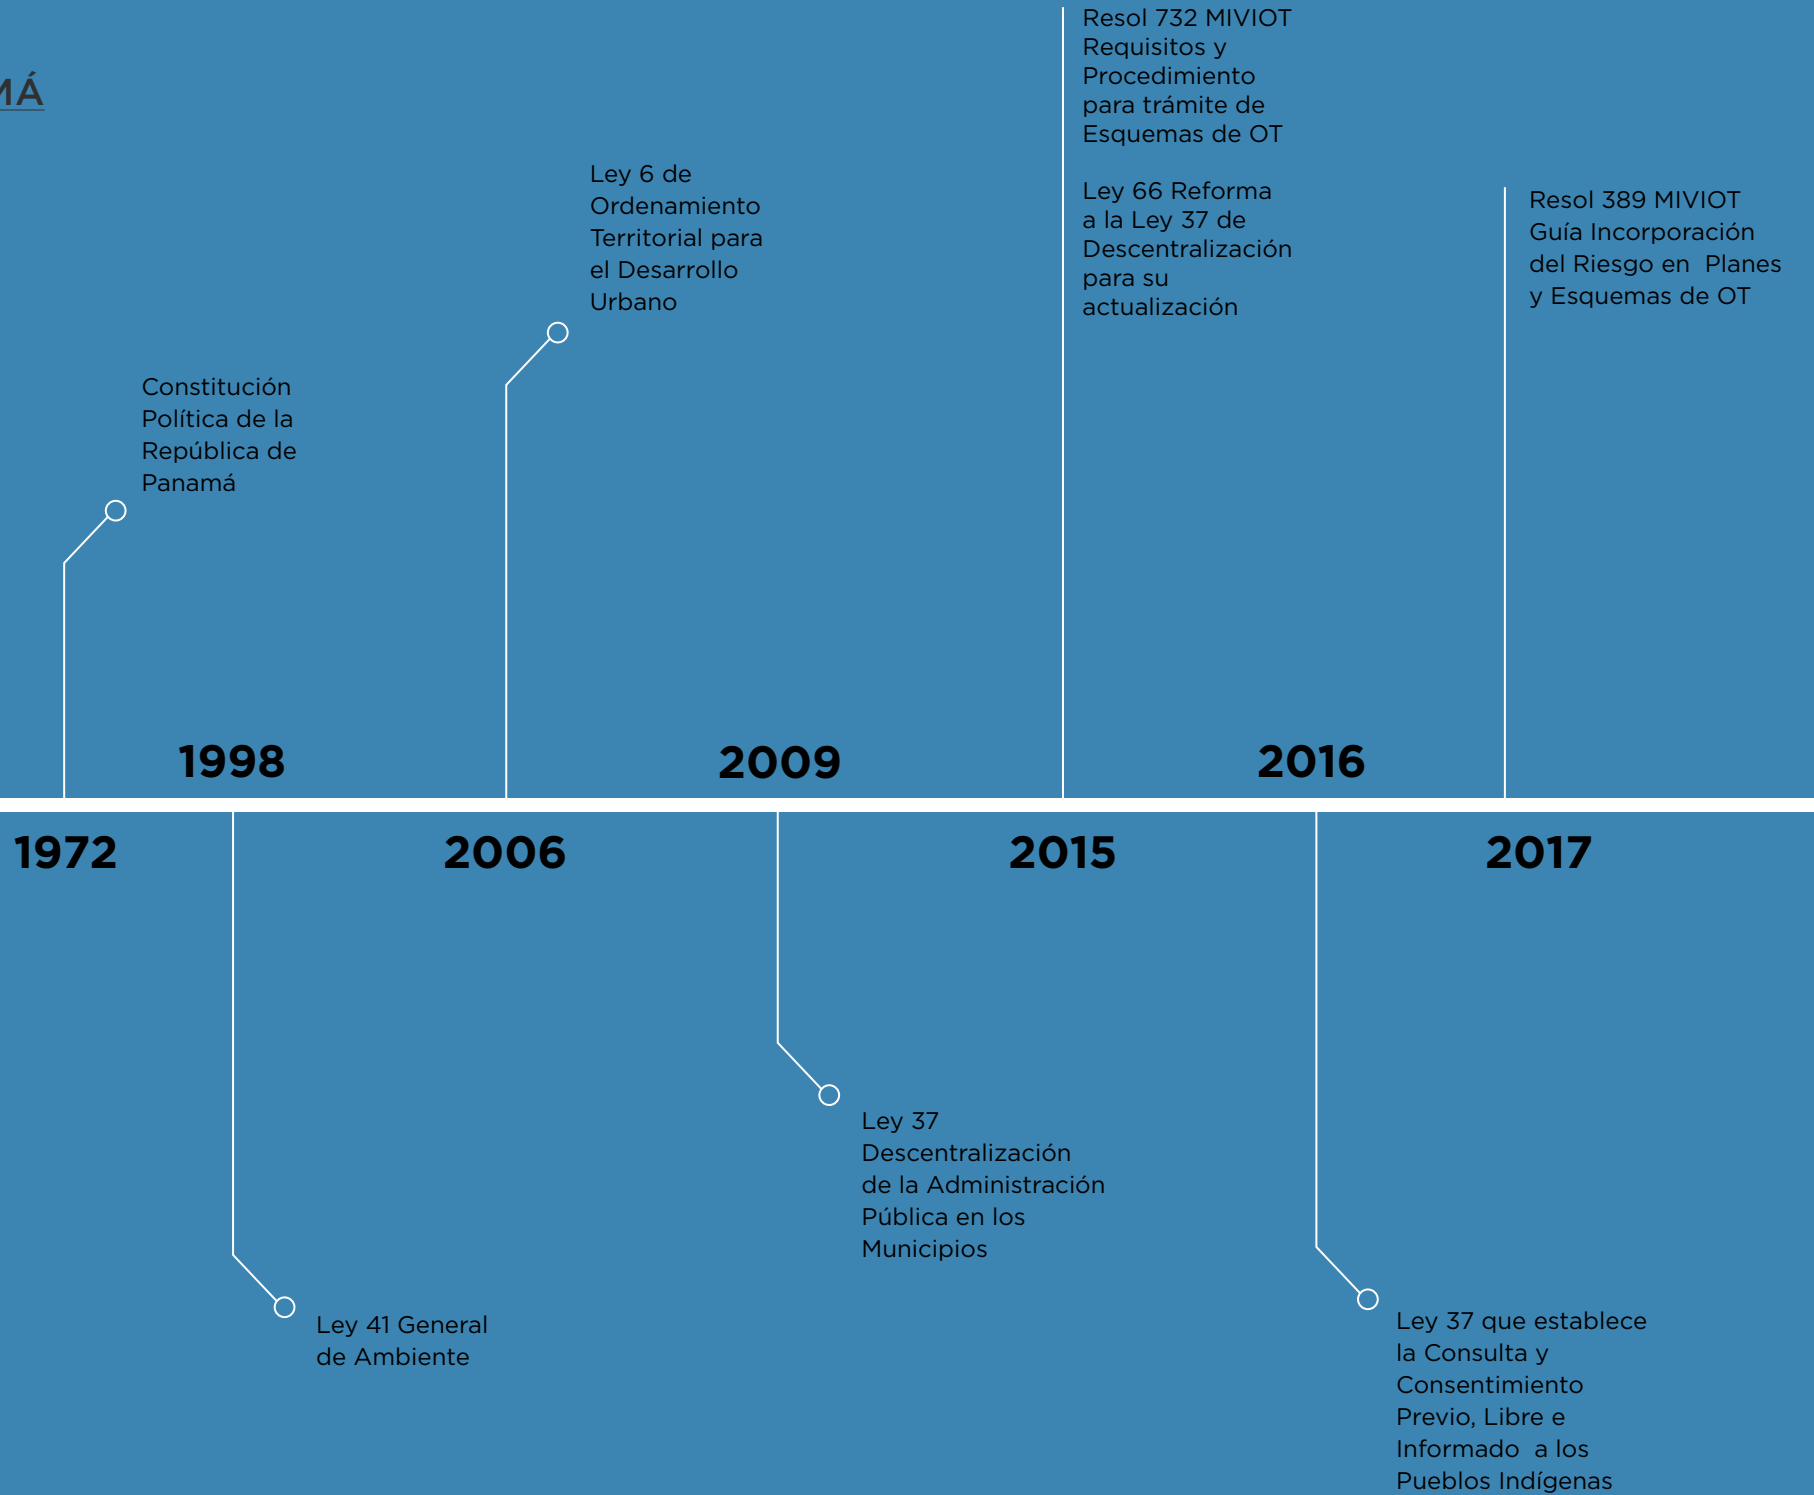 MÁ
Resol 732 MIVIOT
Requisitos y
Procedimiento
para trámite de
Esquemas de OT
Ley 66 Reforma
a la Ley 37 de
Descentralización
para su
actualización
Ley 6 de
Ordenamiento
Territorial para
el Desarrollo
Urbano
Resol 389 MIVIOT
Guía Incorporación
del Riesgo en Planes
y Esquemas de OT
Constitución
Política de la
República de
Panamá
1998
2009
2016
1972
2006
2015
2017
Ley 37
Descentralización
de la Administración
Pública en los
Municipios
Ley 41 General
de Ambiente
Ley 37 que establece
la Consulta y
Consentimiento
Previo, Libre e
Informado a los
Pueblos Indígenas